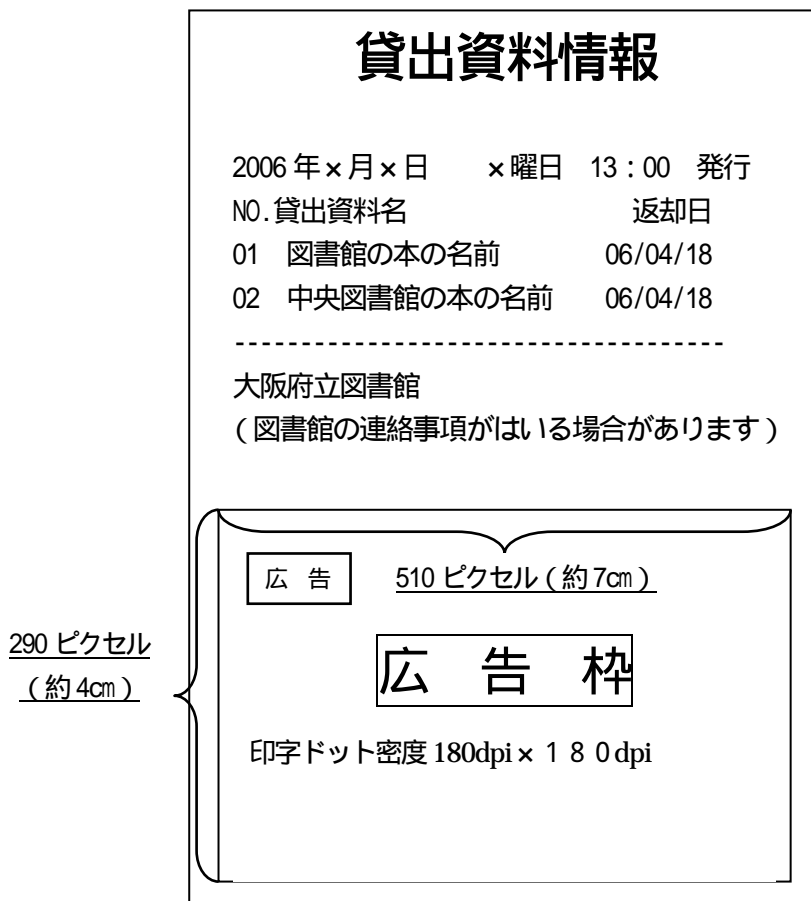 貸出資料情報
2006年×月×日　×曜日 13：00 発行
NO.貸出資料名　返却日
01 図書館の本の名前　06/04/18
02 中央図書館の本の名前　06/04/18
-------------------------------------
大阪府立図書館
（図書館の連絡事項がはいる場合があります）
広 告　510ピクセル（約7㎝）
290ピクセル
（約4㎝）
広 告 枠
印字ドット密度180dpi×１８０dpi